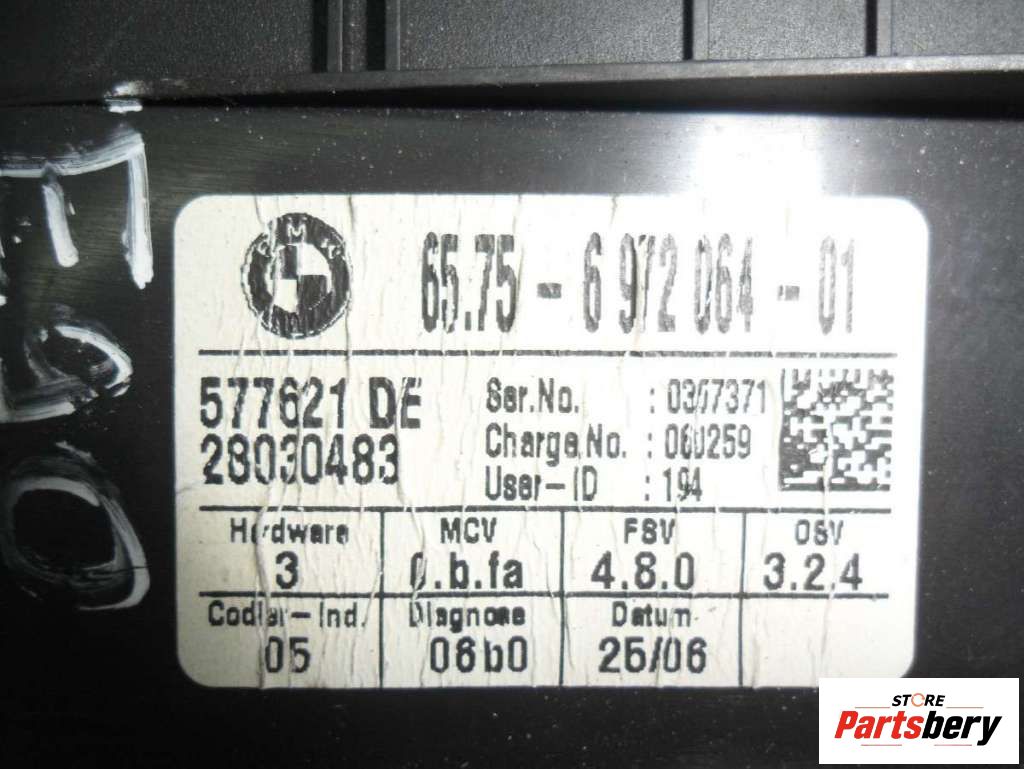 BMW
65.75 - 6 972 064 - 01
577621 DE
28030483
Ser.No. : 0367371
Charge No. : 060259
User-ID : 194
Hardware MCV FSV OSV
3 0.b.fa 4.8.0 3.2.4
Codier-Ind. Diagnose Datum
05 06b0 25/06
STORE
Partsbery